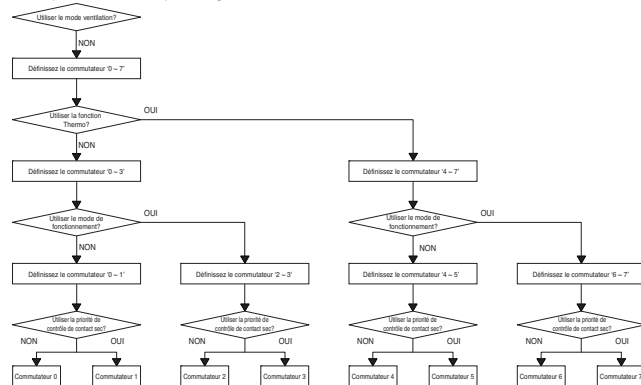 Utiliser le mode ventilation?
NON
Définissez le commutateur '0 ~ 7'
Utiliser la fonction
Thermo?
OUI
NON
Définissez le commutateur '0 ~ 3'
Définissez le commutateur '4 ~ 7'
Utiliser le mode de
fonctionnement?
OUI
Utiliser le mode de
fonctionnement?
OUI
NON
NON
Définissez le commutateur '0 ~ 1'
Définissez le commutateur '2 ~ 3'
Définissez le commutateur '4 ~ 5'
Définissez le commutateur '6 ~ 7'
Utiliser la priorité de
contrôle de contact sec?
Utiliser la priorité de
contrôle de contact sec?
Utiliser la priorité de
contrôle de contact sec?
Utiliser la priorité de
contrôle de contact sec?
NON
OUI
NON
OUI
NON
OUI
NON
OUI
Commutateur 0
Commutateur 1
Commutateur 2
Commutateur 3
Commutateur 4
Commutateur 5
Commutateur 6
Commutateur 7